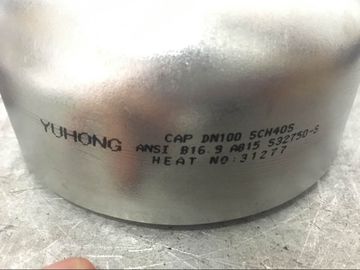 YUHONG
CAP DN100 SCH40S
ANSI B16.9 A815 S32750-S
HEAT NO:31277